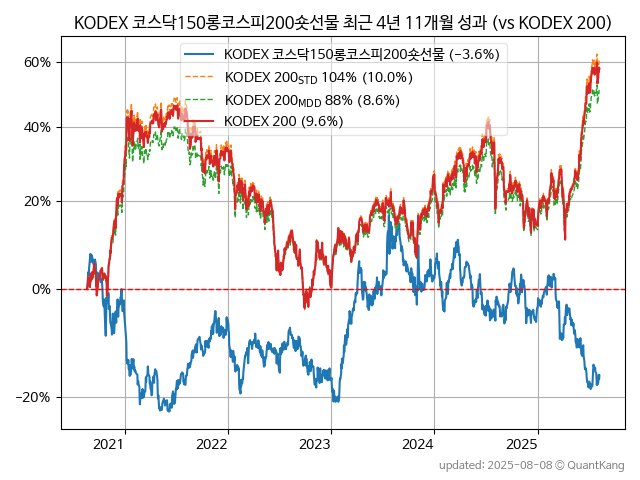 KODEX 코스닥150롱코스피200숏선물 최근 4년 11개월 성과 (vs KODEX 200)
KODEX 코스닥150롱코스피200숏선물 (−3.6%)
KODEX 200STD 104% (10.0%)
KODEX 200MDD 88% (8.6%)
KODEX 200 (9.6%)
60%
40%
20%
0%
−20%
2021
2022
2023
2024
2025
updated: 2025-08-08 © QuantKang